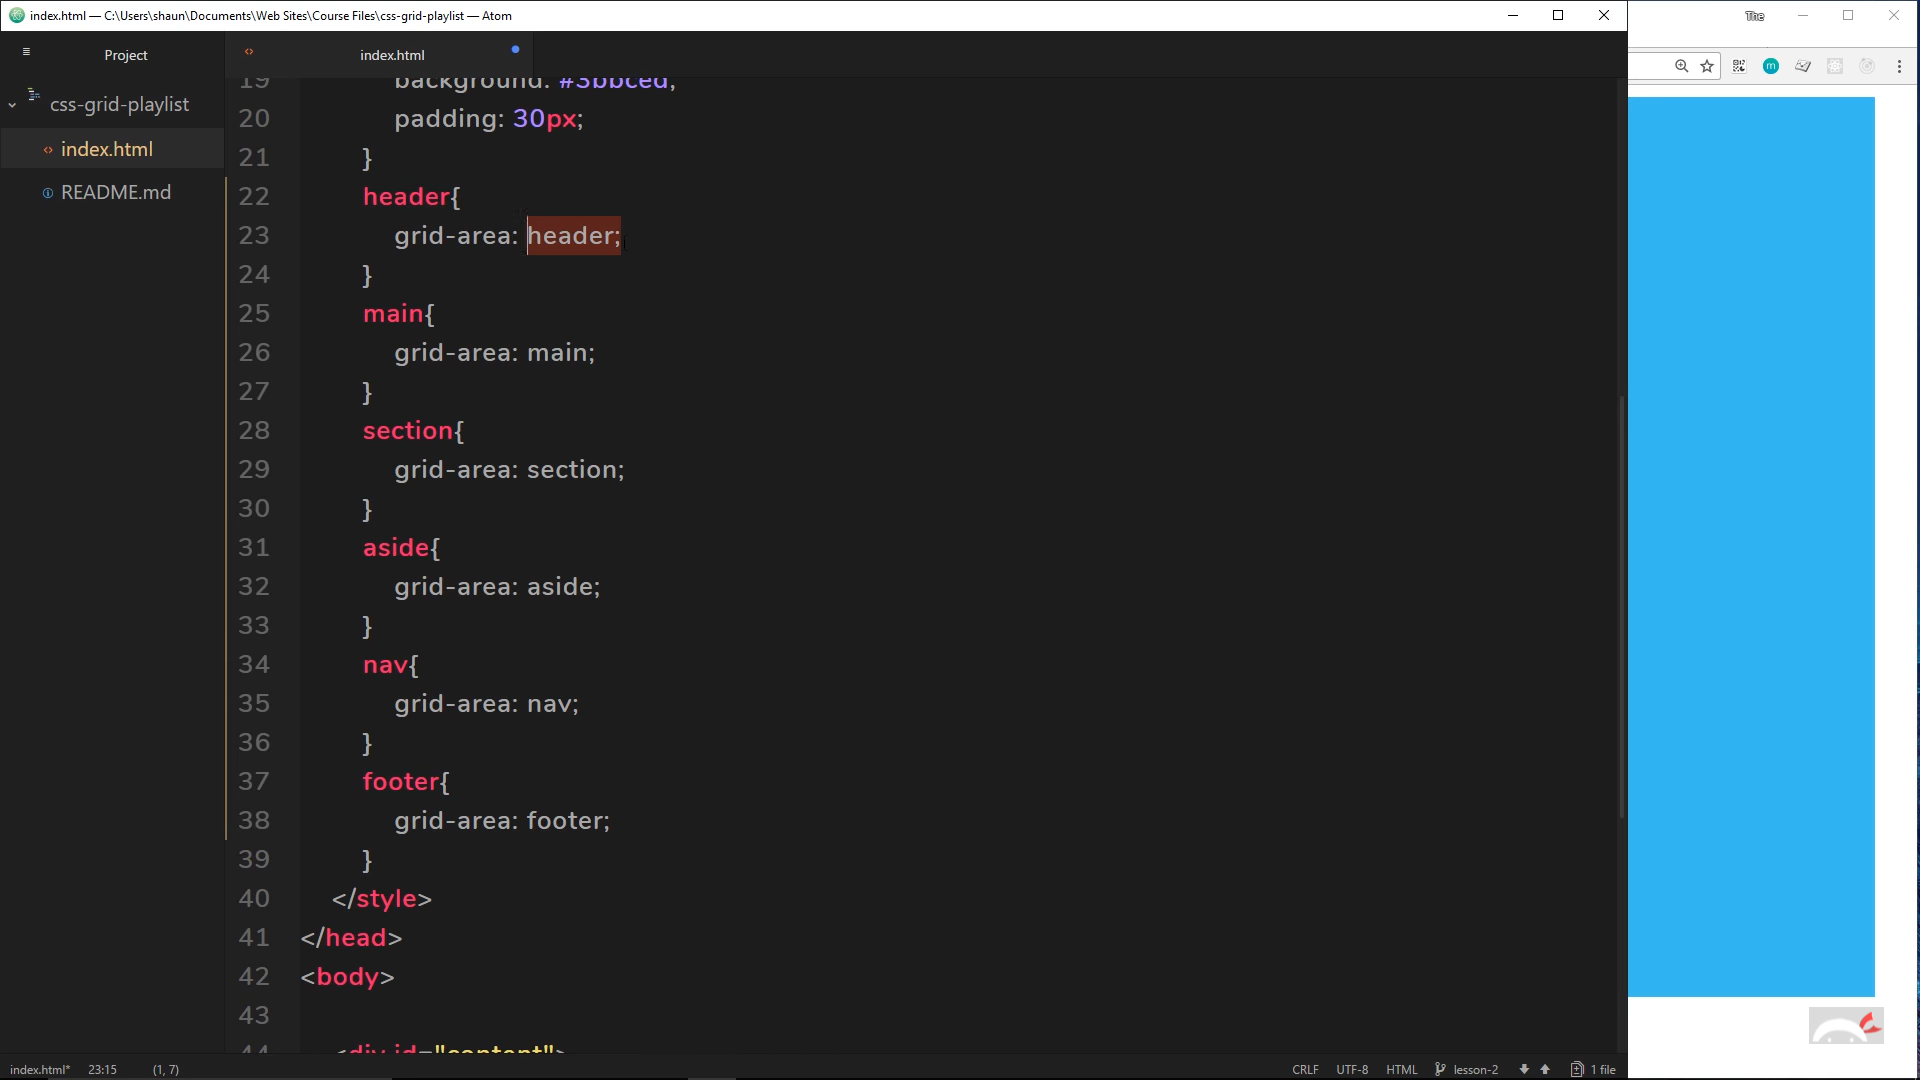 index.html — C:\Users\shaun\Documents\Web Sites\Course Files\css-grid-playlist — Atom
The
Project
index.html
m
css-grid-playlist
index.html
README.md
19 background: #3bbced;
20 padding: 30px;
21 }
22 header{
23 grid-area: header;
24 }
25 main{
26 grid-area: main;
27 }
28 section{
29 grid-area: section;
30 }
31 aside{
32 grid-area: aside;
33 }
34 nav{
35 grid-area: nav;
36 }
37 footer{
38 grid-area: footer;
39 }
40 </style>
41 </head>
42 <body>
43
44 <div id="content">
index.html* 23:15 (1, 7)
CRLF UTF-8 HTML lesson-2 1 file